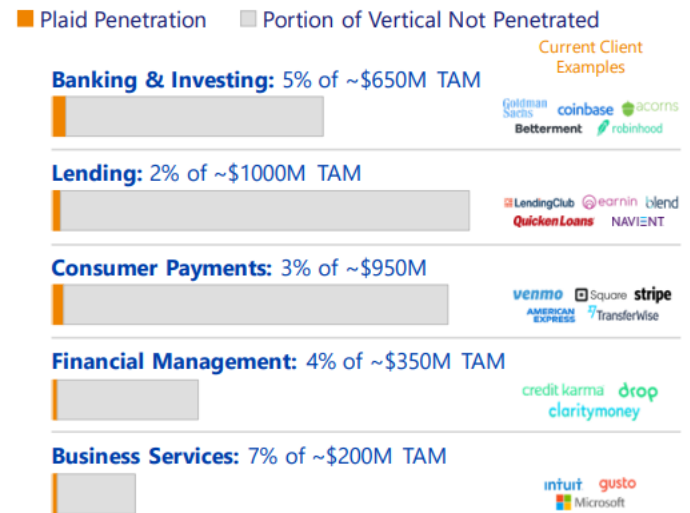 Plaid Penetration Portion of Vertical Not Penetrated
Current Client
Examples
Banking & Investing: 5% of ~$650M TAM
Goldman
Sachs coinbase acorns
Betterment robinhood
Lending: 2% of ~$1000M TAM
LendingClub earnin blend
Quicken Loans NAVIENT
Consumer Payments: 3% of ~$950M
venmo Square stripe
AMERICAN
EXPRESS TransferWise
Financial Management: 4% of ~$350M TAM
credit karma drop
claritymoney
Business Services: 7% of ~$200M TAM
intuit gusto
Microsoft